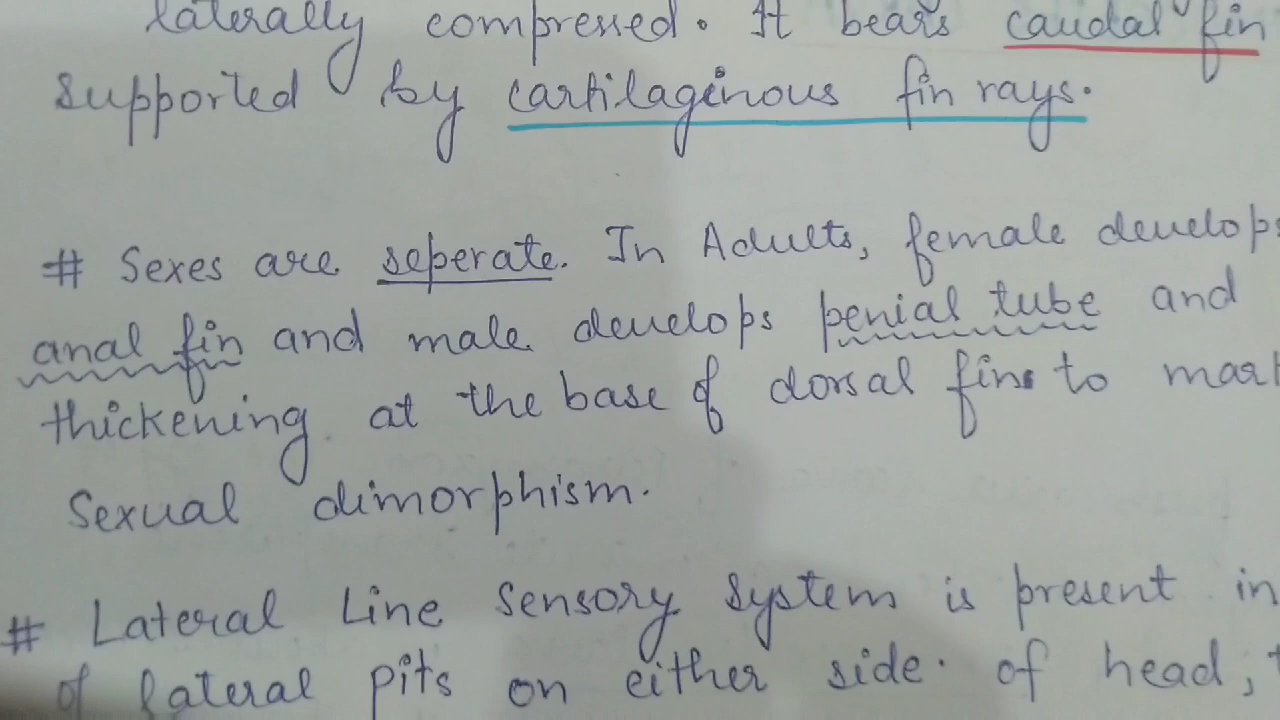 laterally compressed. It bears caudal fin
supported by cartilaginous fin rays.
# Sexes are seperate. In Adults, female develops
anal fin and male develops penial tube and
thickening at the base of dorsal fins to
Sexual dimorphism.
# Lateral Line sensory system is present in
of lateral pits on either side of head,